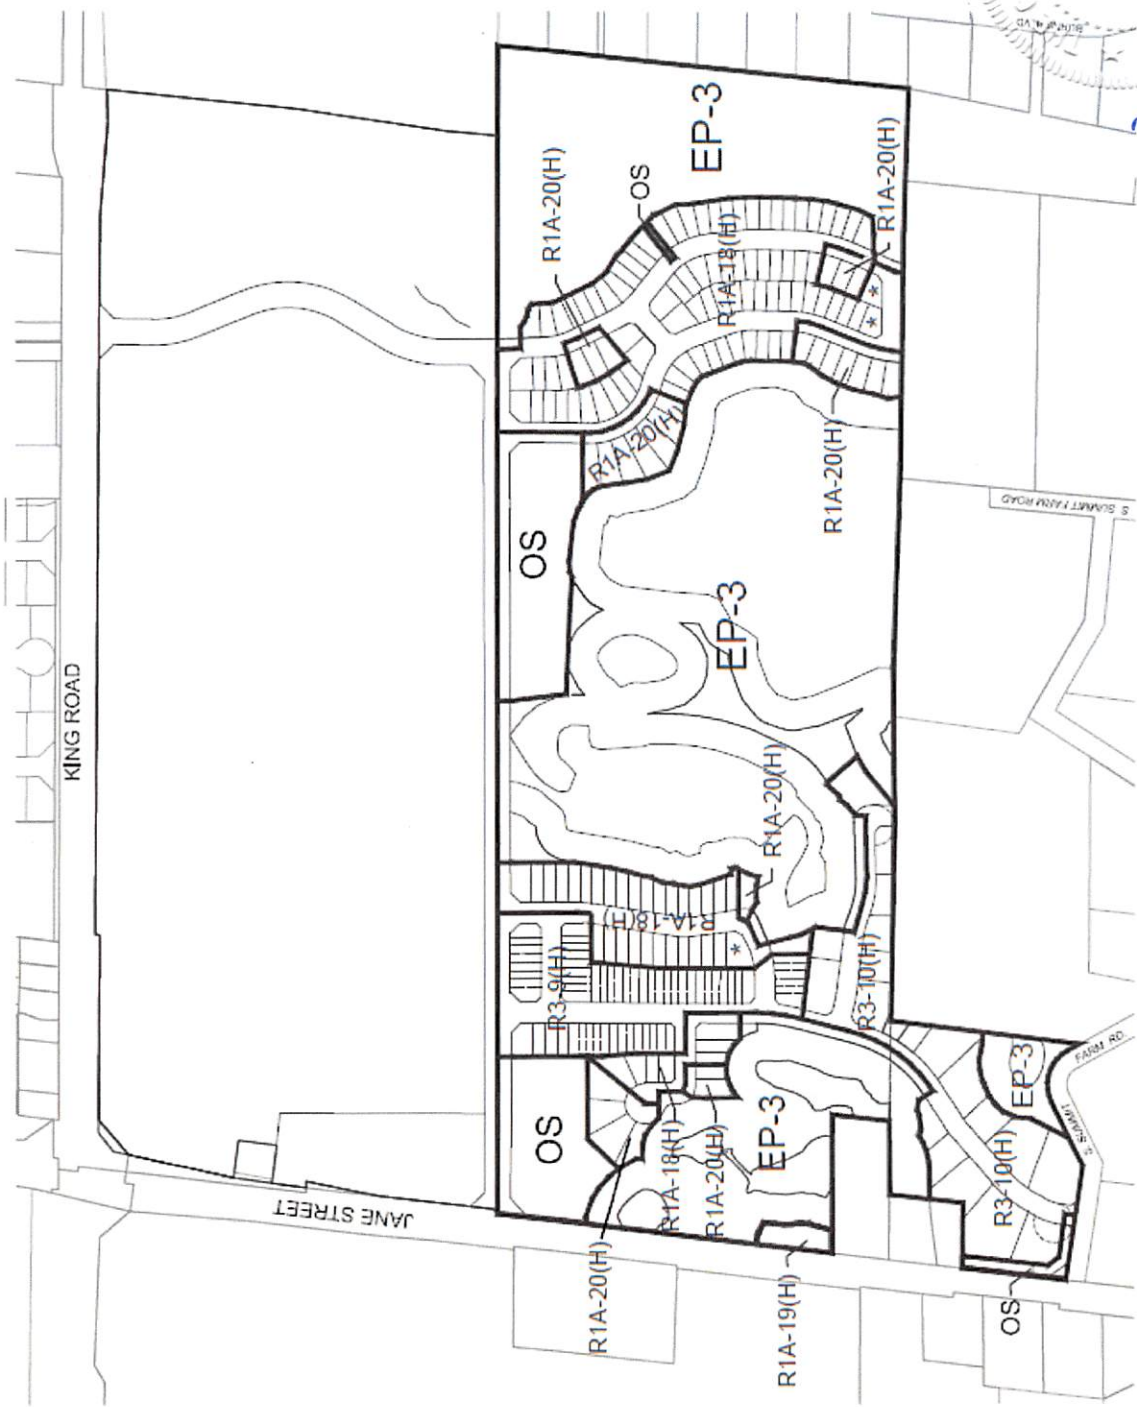 BURNS BLVD
EP-3
R1A-20(H)
OS
R1A-20(H)
R1A-18(H)
R1A-20(H)
R1A-20(H)
OS
S. SUMMIT FARM ROAD
EP-3
KING ROAD
R1A-20(H)
R1A-18(H)
*
*
*
R3-9(H)
R3-10(H)
EP-3
FARM RD.
S. SUMMIT
OS
EP-3
R1A-18(H)
R1A-20(H)
R3-10(H)
JANE STREET
R1A-20(H)
R1A-19(H)
OS